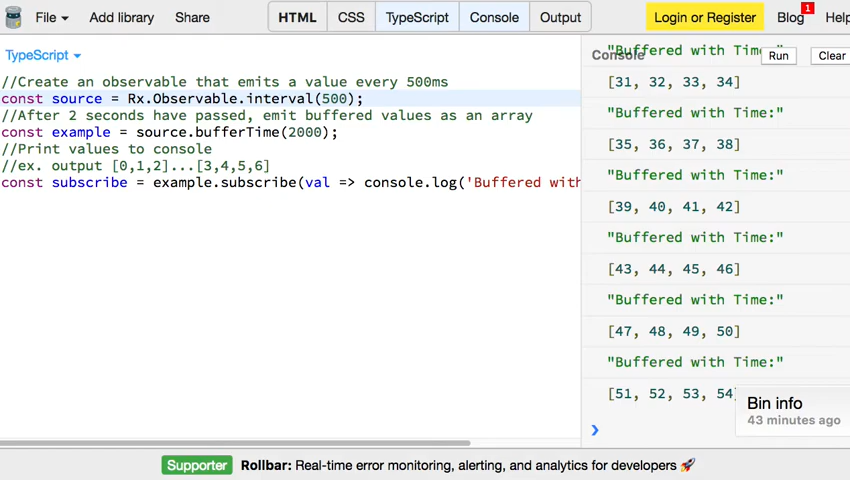 File Add library Share HTML CSS TypeScript Console Output Login or Register Blog 1 Help
TypeScript
//Create an observable that emits a value every 500ms
const source = Rx.Observable.interval(500);
//After 2 seconds have passed, emit buffered values as an array
const example = source.bufferTime(2000);
//Print values to console
//ex. output [0,1,2]...[3,4,5,6]
const subscribe = example.subscribe(val => console.log('Buffered with
Console Run Clear
"Buffered with Time:"
[31, 32, 33, 34]
"Buffered with Time:"
[35, 36, 37, 38]
"Buffered with Time:"
[39, 40, 41, 42]
"Buffered with Time:"
[43, 44, 45, 46]
"Buffered with Time:"
[47, 48, 49, 50]
"Buffered with Time:"
[51, 52, 53, 54]
Bin info
43 minutes ago
Supporter Rollbar: Real-time error monitoring, alerting, and analytics for developers 🚀